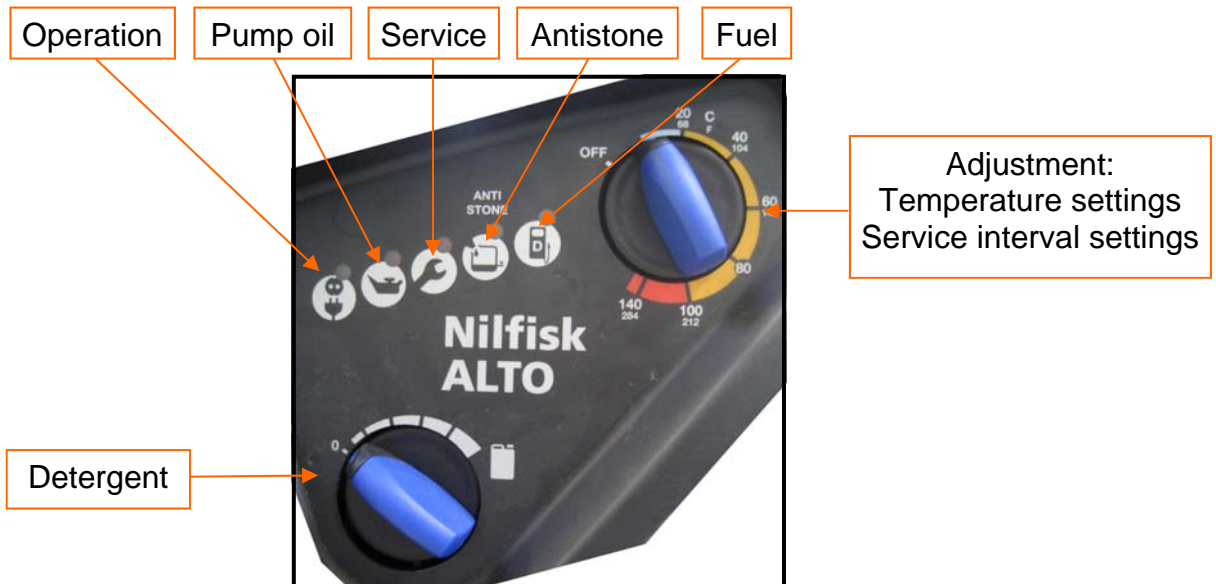 Operation
Pump oil
Service
Antistone
Fuel
20 C
68 F
40
104
OFF
ANTI
STONE
60
80
D
140
284
100
212
Adjustment:
Temperature settings
Service interval settings
Nilfisk
ALTO
0
Detergent